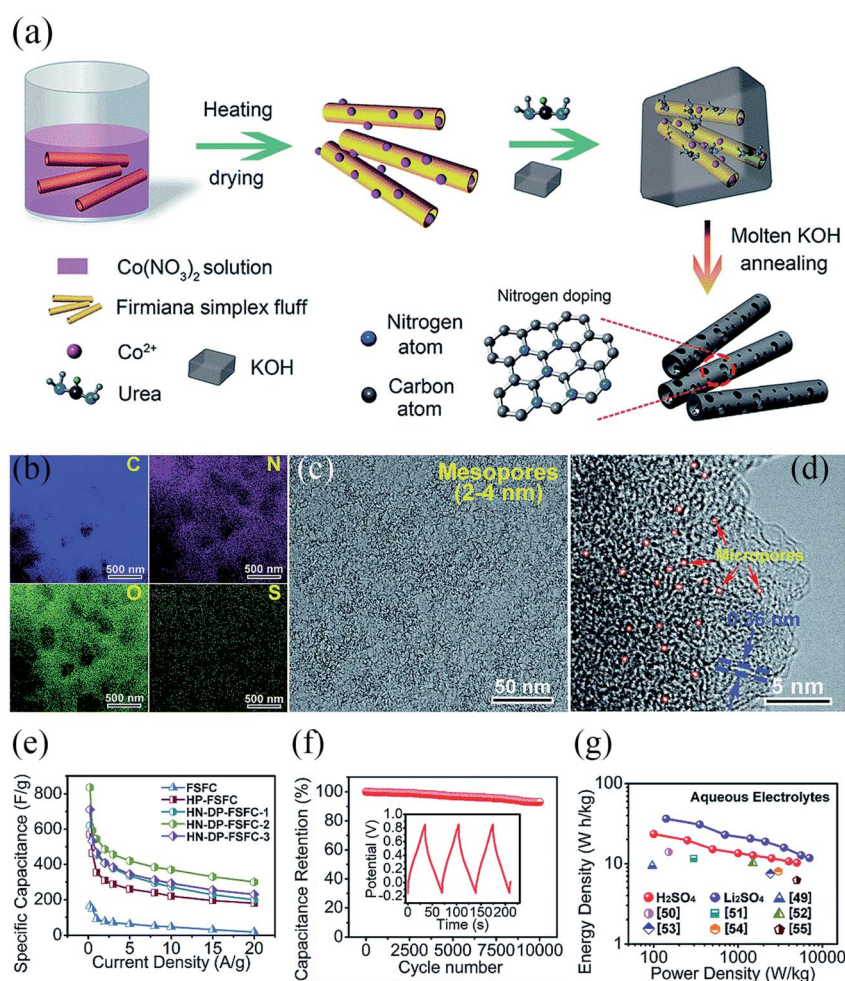 (a)
Heating
drying
Molten KOH
annealing
Co(NO₃)₂ solution
Firmiana simplex fluff
Co²⁺
Urea
KOH
Nitrogen doping
Nitrogen
atom
Carbon
atom
(b)
C
500 nm
N
500 nm
O
500 nm
S
500 nm
(c)
Mesopores
(2-4 nm)
50 nm
(d)
Micropores
0.36 nm
5 nm
(e)
Specific Capacitance (F/g)
800
600
400
200
0
FSFC
HP-FSFC
HN-DP-FSFC-1
HN-DP-FSFC-2
HN-DP-FSFC-3
0 5 10 15 20
Current Density (A/g)
(f)
Capacitance Retention (%)
120
100
80
60
40
20
0
Potential (V)
1.0
0.8
0.6
0.4
0.2
0.0
-0.2
0 50 100 150 200
Time (s)
0 2500 5000 7500 10000
Cycle number
(g)
Energy Density (W h/kg)
100
10
1
Aqueous Electrolytes
H₂SO₄ Li₂SO₄ [49]
[50] [51] [52]
[53] [54] [55]
100 1000 10000
Power Density (W/kg)